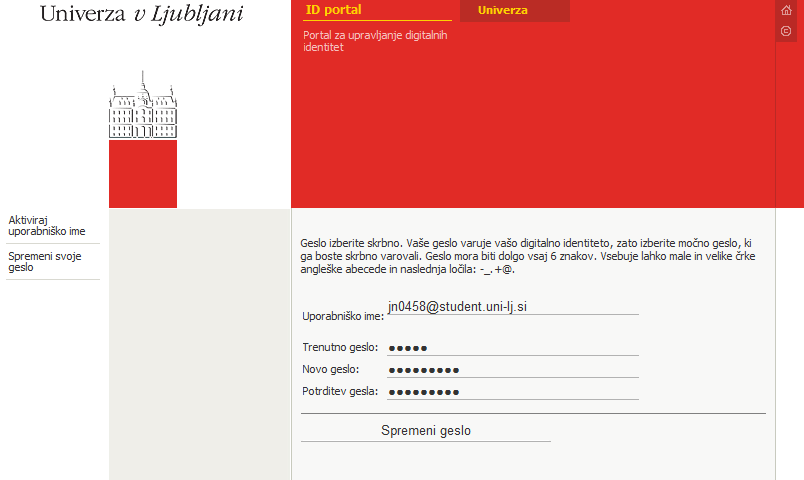 Univerza v Ljubljani
ID portal
Univerza
Portal za upravljanje digitalnih
identitet
Aktiviraj
uporabniško ime
Spremeni svoje
geslo
Geslo izberite skrbno. Vaše geslo varuje vašo digitalno identiteto, zato izberite močno geslo, ki
ga boste skrbno varovali. Geslo mora biti dolgo vsaj 6 znakov. Vsebuje lahko male in velike črke
angleške abecede in naslednja ločila: -_.+@.
Uporabniško ime: jn0458@student.uni-lj.si
Trenutno geslo: ●●●●●
Novo geslo: ●●●●●●●●●
Potrditev gesla: ●●●●●●●●●
Spremeni geslo